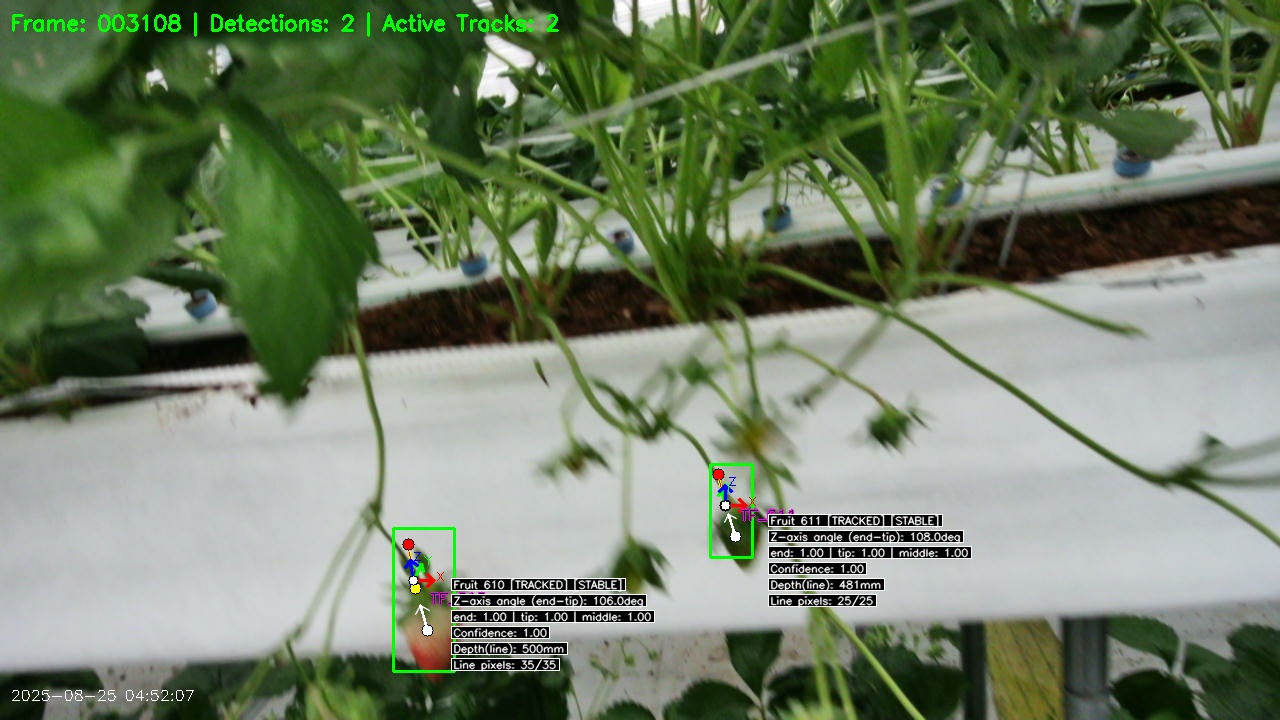 Frame: 003108 | Detections: 2 | Active Tracks: 2
Z
X
Fruit 611 [TRACKED] [STABLE]
Z-axis angle (end-tip): 108.0deg
end: 1.00 | tip: 1.00 | middle: 1.00
Confidence: 1.00
Depth(line): 481mm
Line pixels: 25/25
Z
X
Fruit 610 [TRACKED] [STABLE]
Z-axis angle (end-tip): 106.0deg
end: 1.00 | tip: 1.00 | middle: 1.00
Confidence: 1.00
Depth(line): 500mm
Line pixels: 35/35
2025-08-25 04:52:07